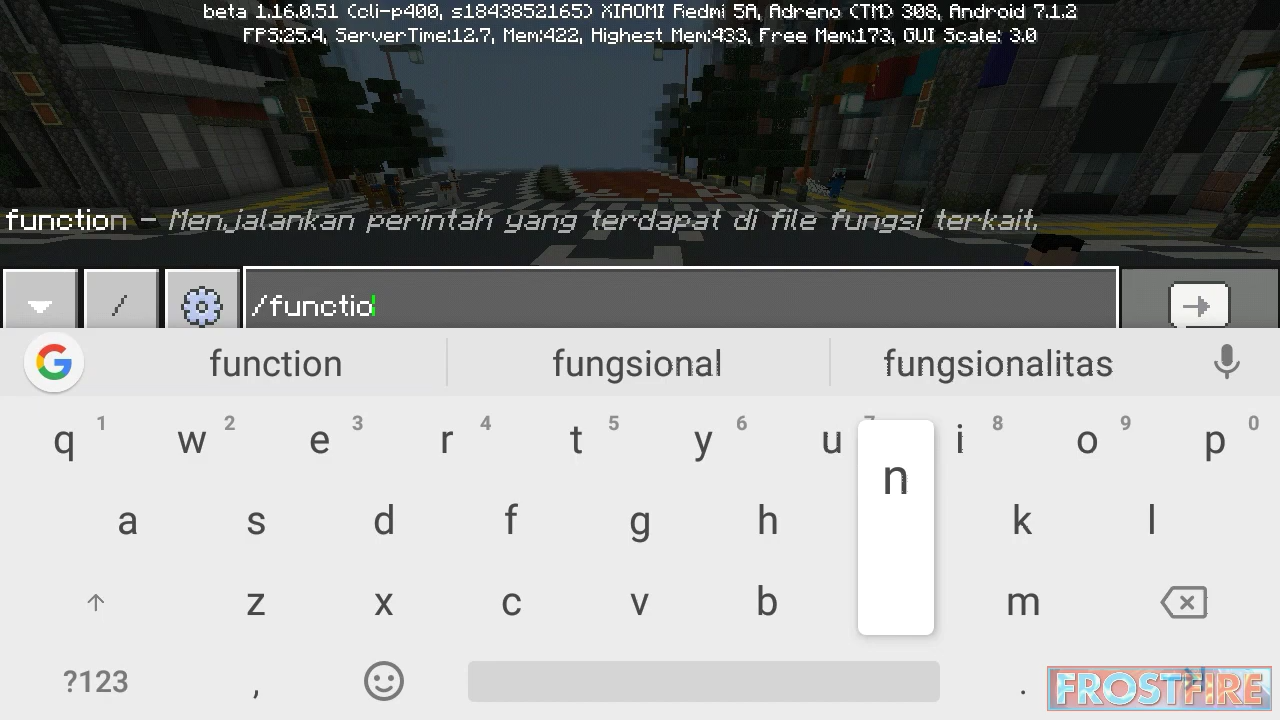 beta 1.16.0.51 (cli-p400, s1843852165) XIAOMI Redmi 5A, Adreno (TM) 308, Android 7.1.2
FPS:25.4, ServerTime:12.7, Mem:422, Highest Mem:433, Free Mem:173, GUI Scale: 3.0
function - Menjalankan perintah yang terdapat di file fungsi terkait.
/ /functio
function fungsional fungsionalitas
1 2 3 4 5 6 7 8 9 0
q w e r t y u i o p
n
a s d f g h k l
z x c v b m
?123 , .
FROSTFIRE